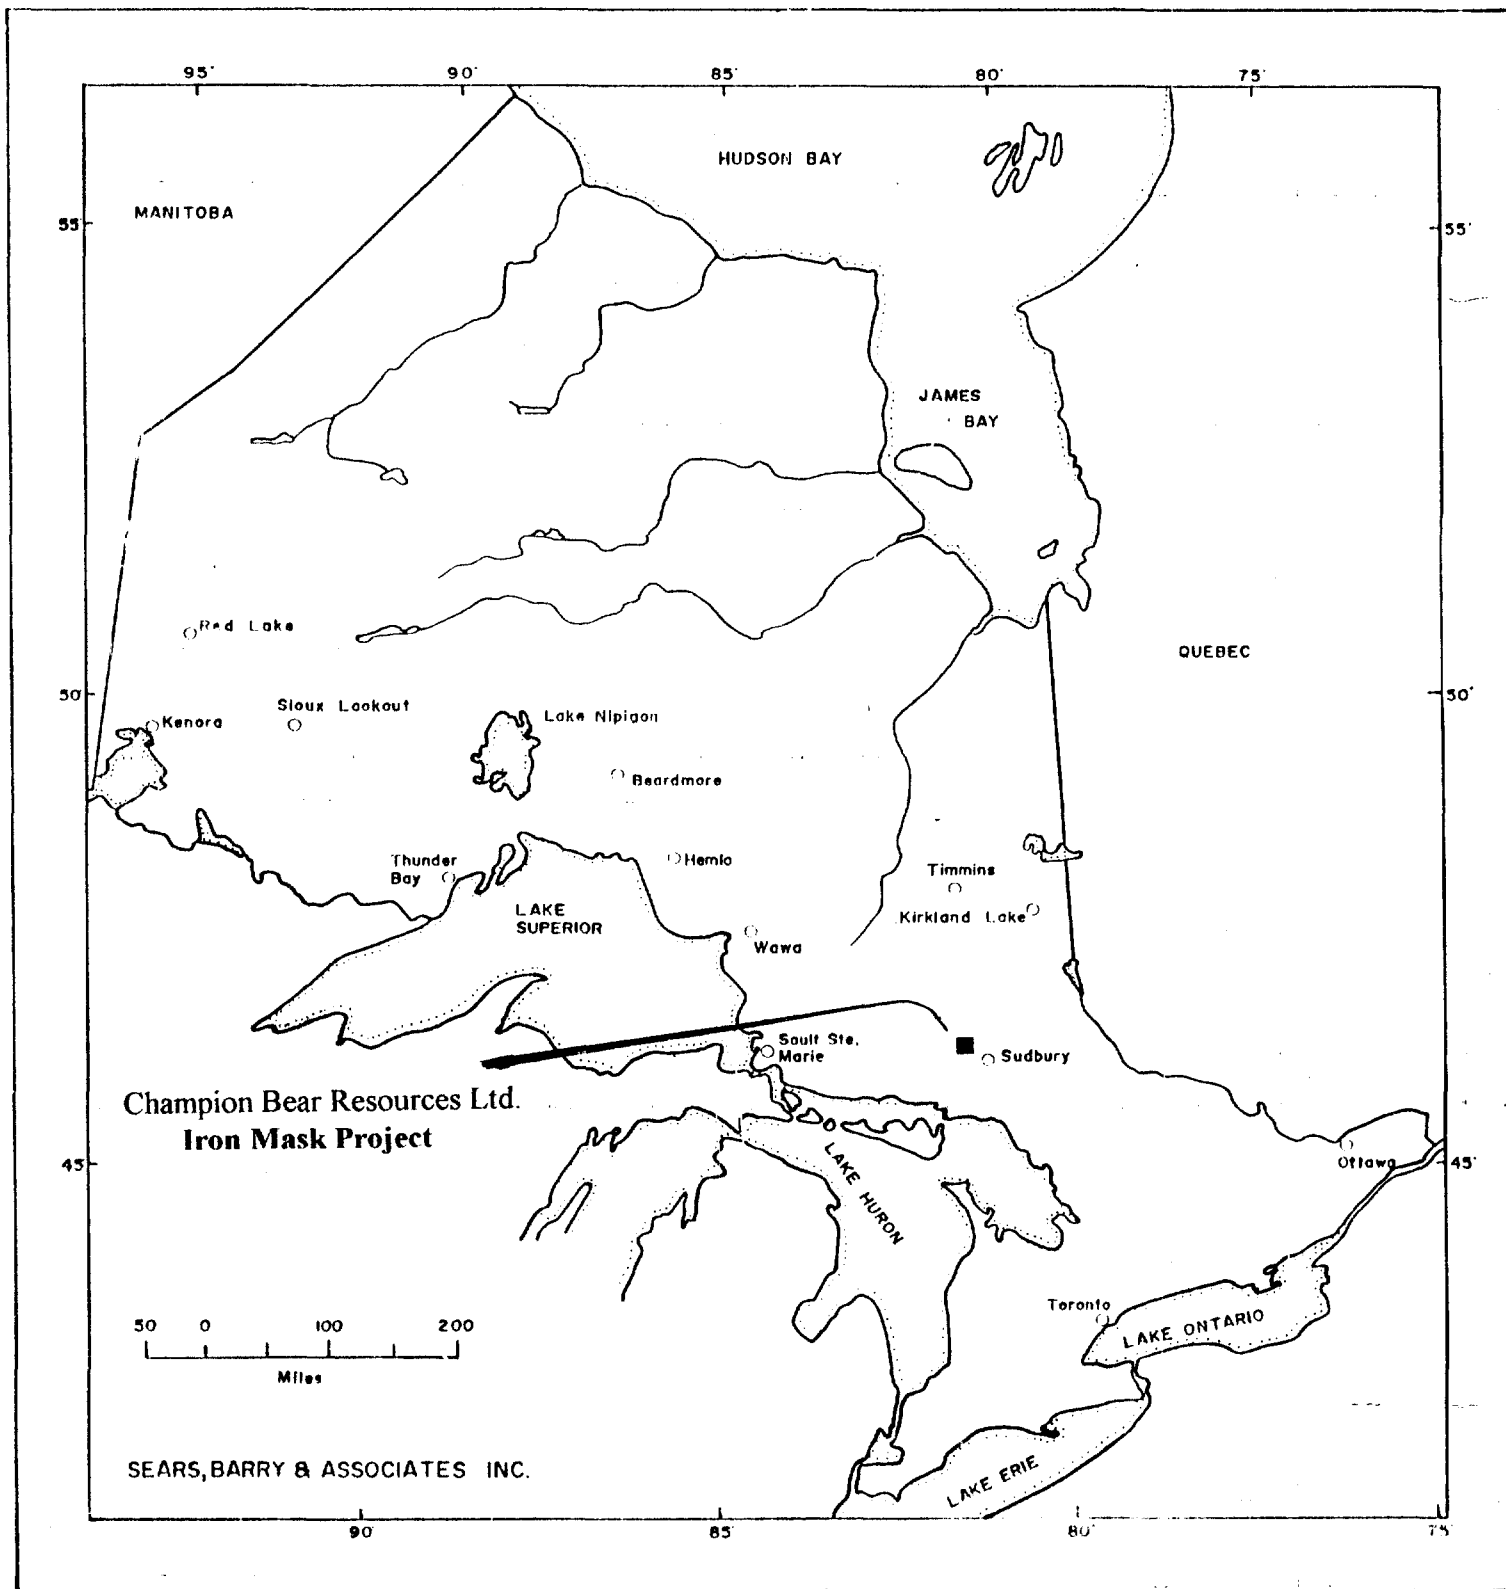 95° 90° 85° 80° 75°
HUDSON BAY
MANITOBA
55° 55°
JAMES
BAY
Red Lake
QUEBEC
50° 50°
Kenora
Sioux Lookout
Lake Nipigon
Beardmore
Thunder
Bay
Hemlo
Timmins
Kirkland Lake
LAKE
SUPERIOR
Wawa
Sault Ste.
Marie
Sudbury
Champion Bear Resources Ltd.
Iron Mask Project
45° 45°
Ottawa
LAKE HURON
Toronto
LAKE ONTARIO
50 0 100 200
Miles
SEARS, BARRY & ASSOCIATES INC.
LAKE ERIE
90° 85° 80° 75°